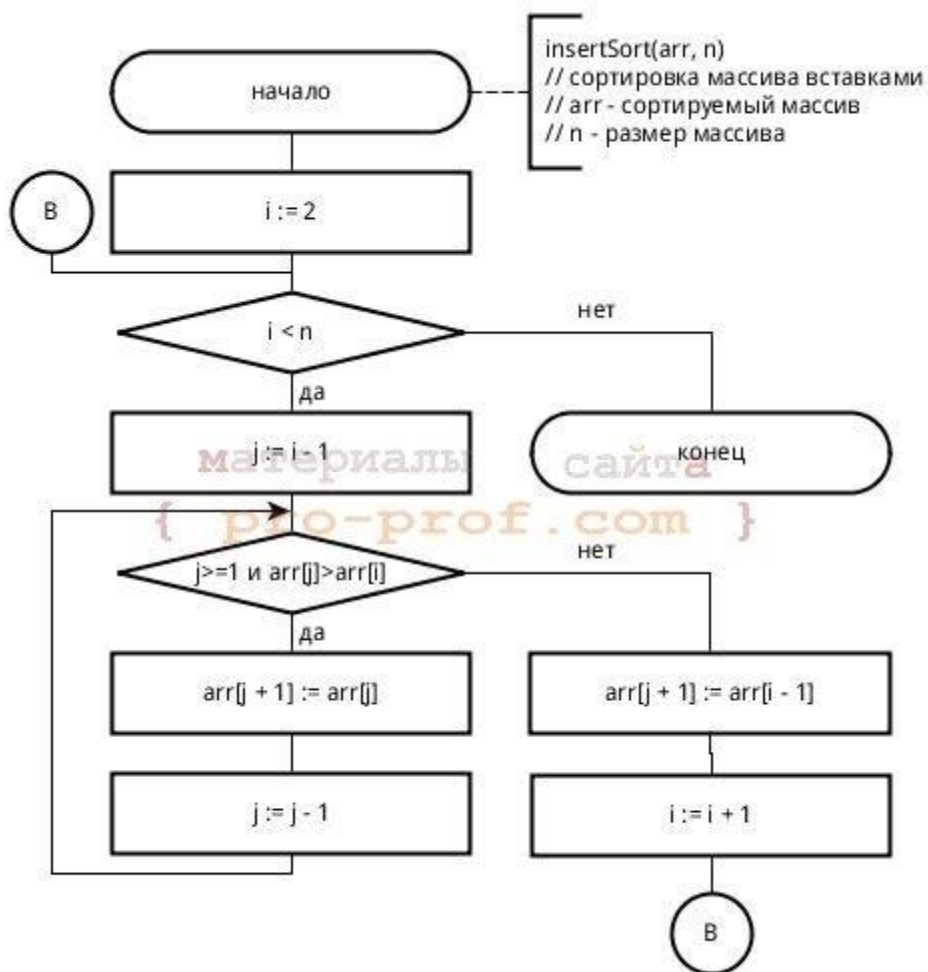 insertSort(arr, n)
// сортировка массива вставками
// arr - сортируемый массив
// n - размер массива
начало
B
i := 2
i < n
нет
да
j := i - 1
конец
материалы сайта
{ pro-prof.com }
j>=1 и arr[j]>arr[i]
нет
да
arr[j + 1] := arr[j]
arr[j + 1] := arr[i - 1]
j := j - 1
i := i + 1
B